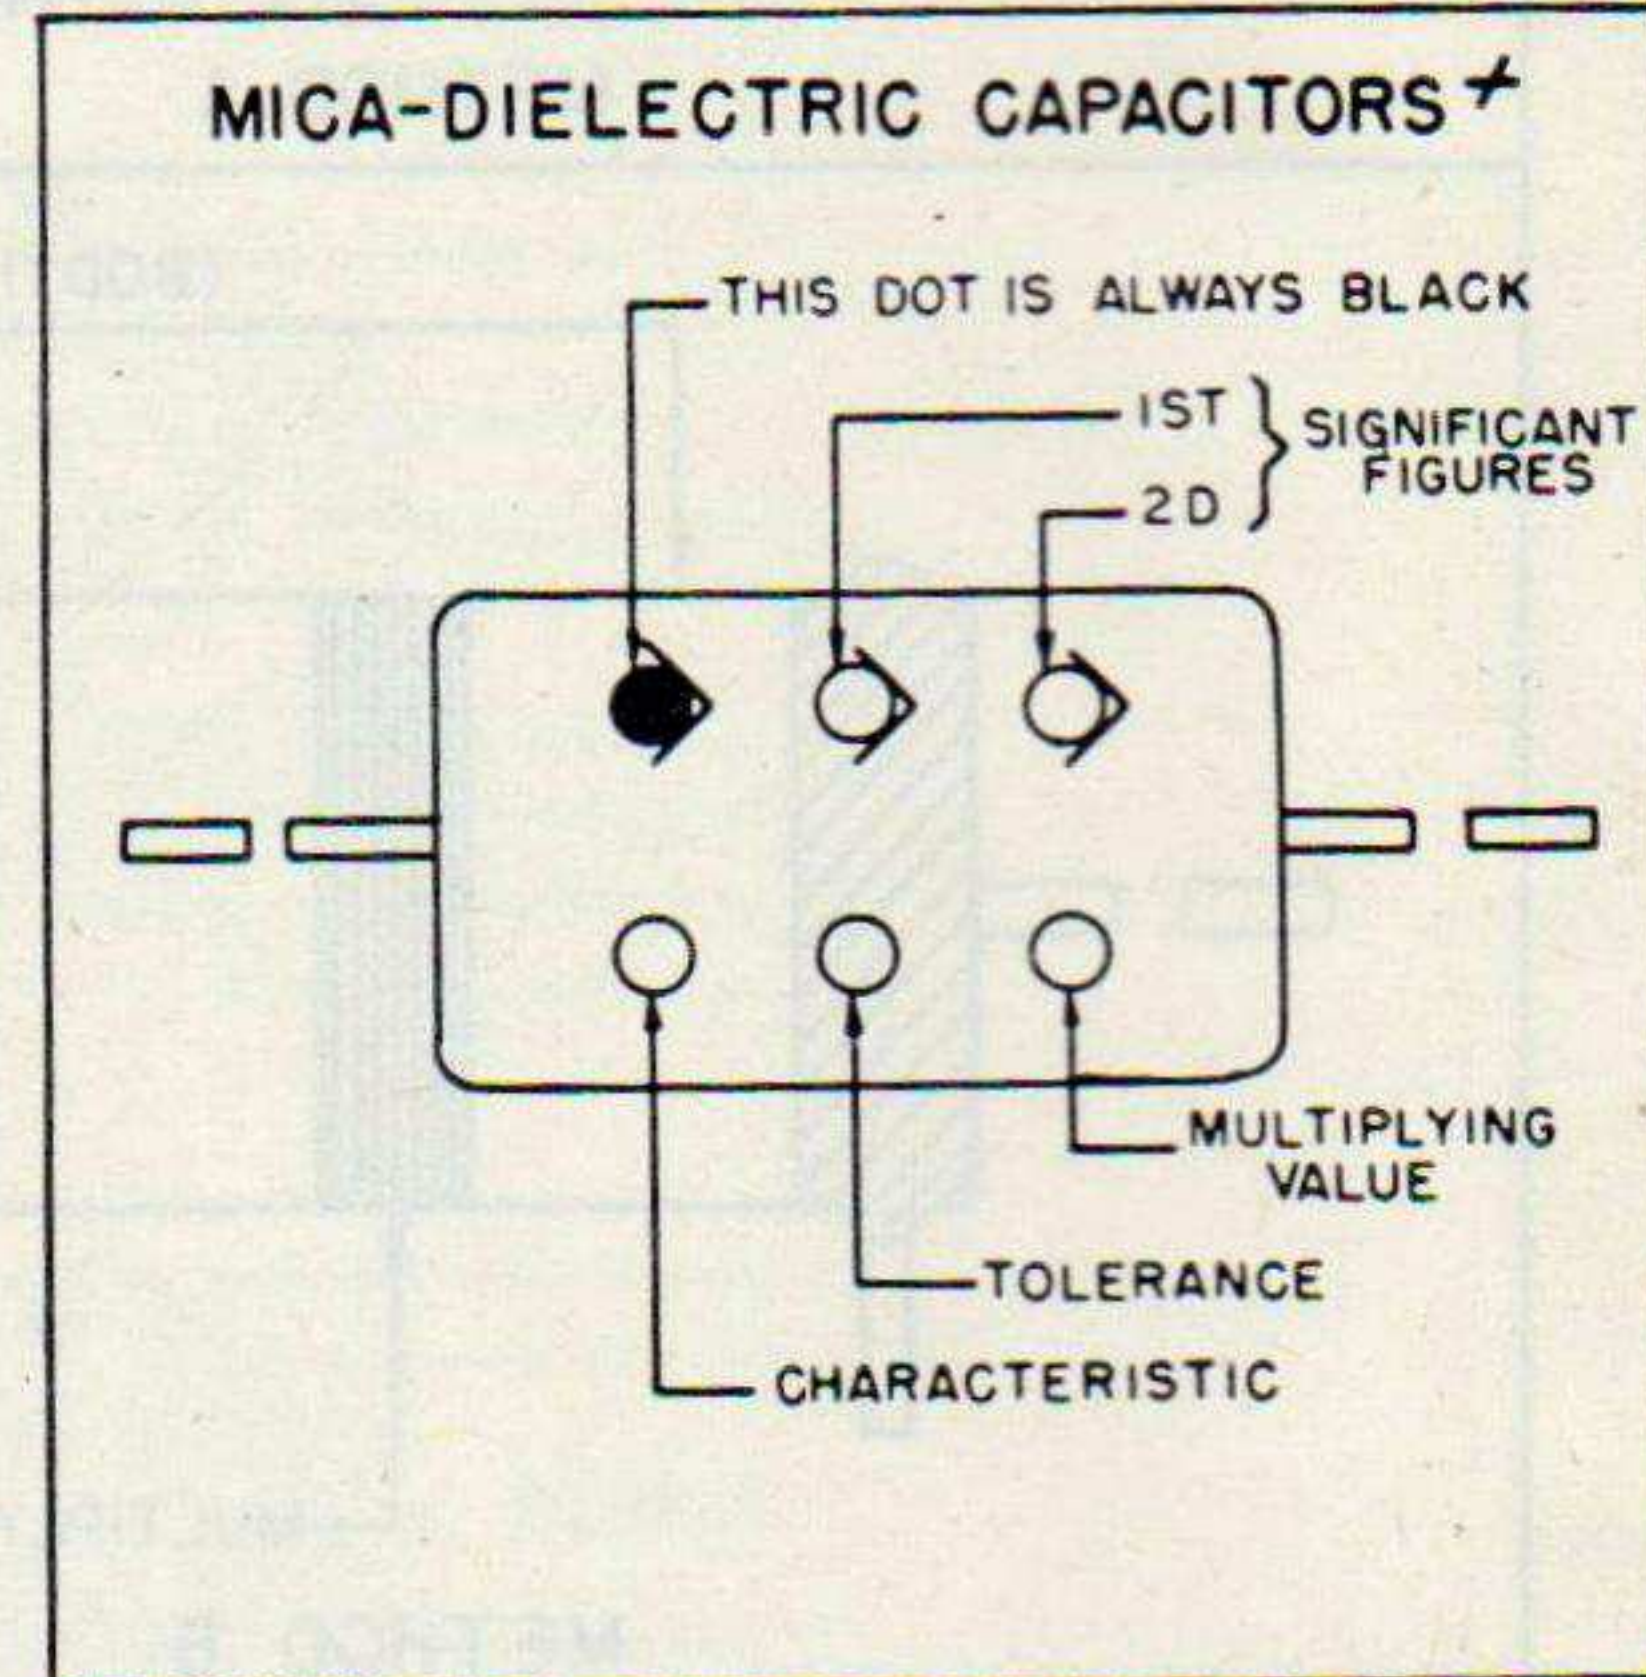 MICA-DIELECTRIC CAPACITORS+
THIS DOT IS ALWAYS BLACK
1ST
2D
SIGNIFICANT
FIGURES
MULTIPLYING
VALUE
TOLERANCE
CHARACTERISTIC